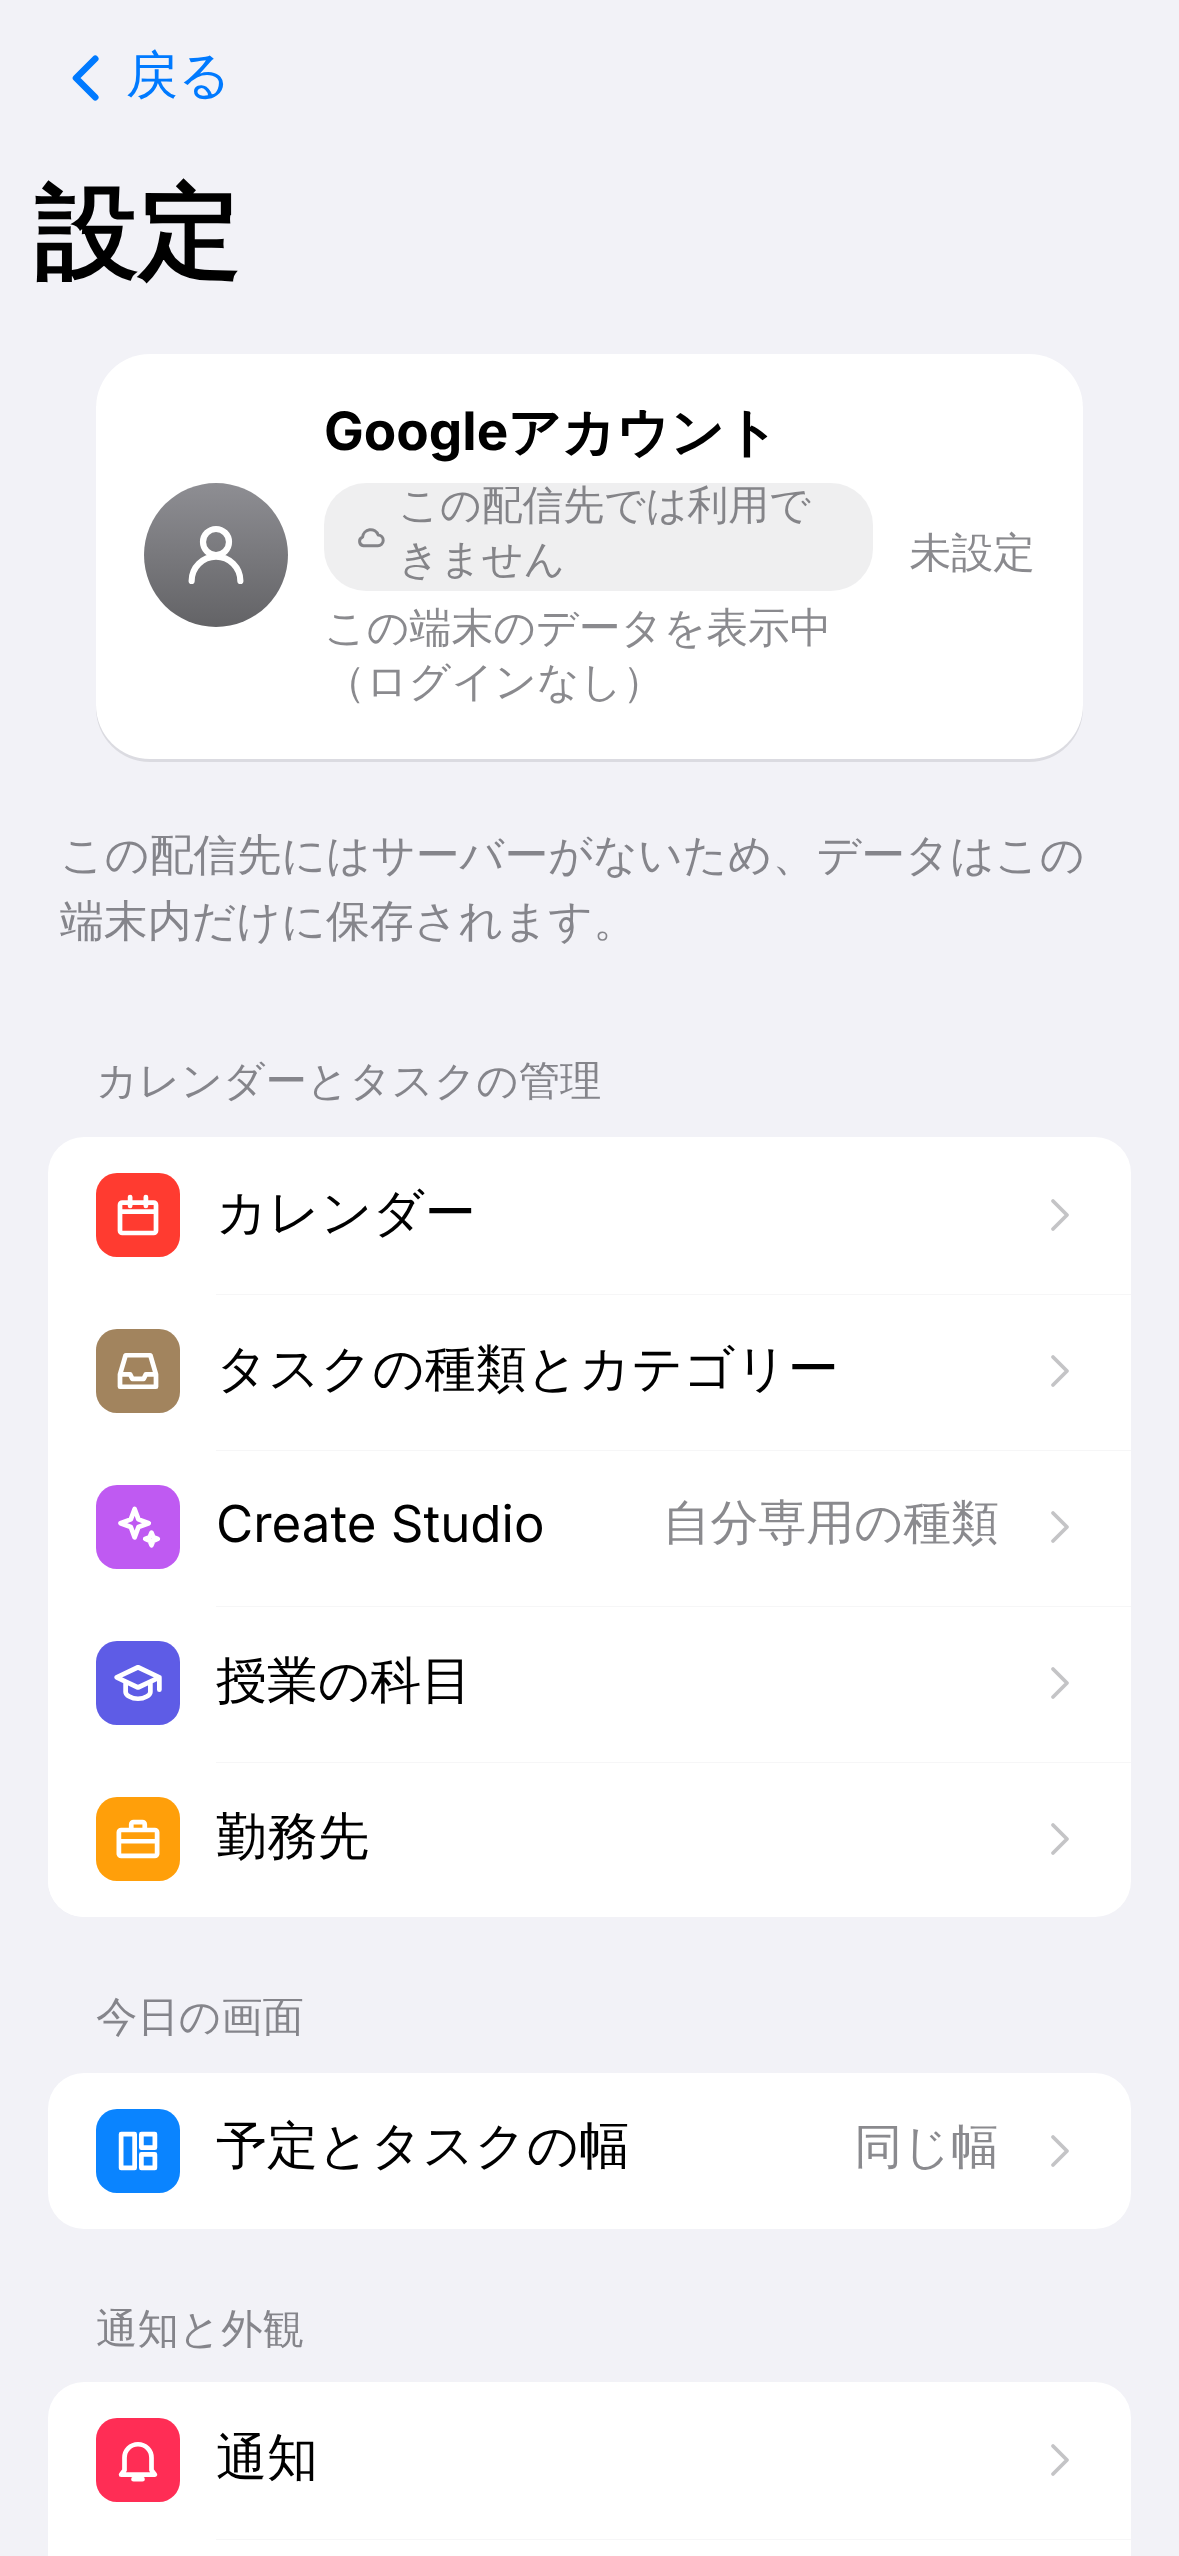 戻る
設定
Googleアカウント
この配信先では利用で
きません
未設定
この端末のデータを表示中
（ログインなし）
この配信先にはサーバーがないため、データはこの
端末内だけに保存されます。
カレンダーとタスクの管理
カレンダー
タスクの種類とカテゴリー
Create Studio 自分専用の種類
授業の科目
勤務先
今日の画面
予定とタスクの幅 同じ幅
通知と外観
通知